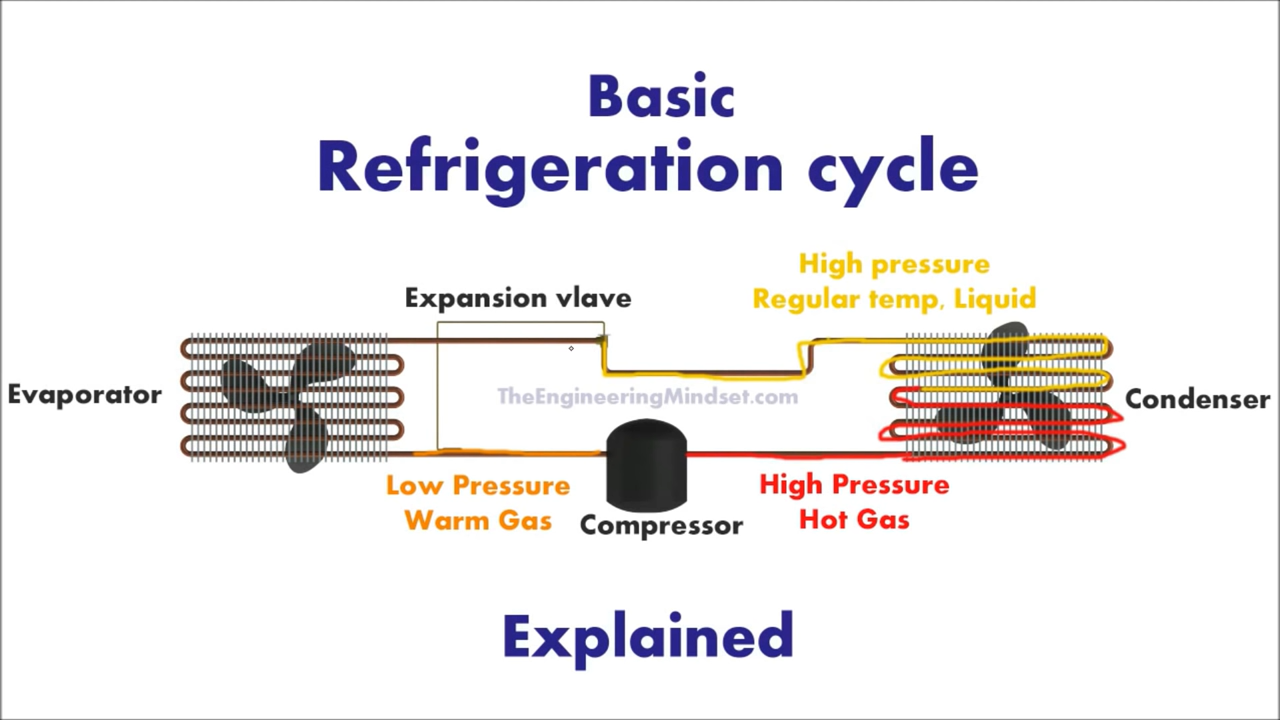 Basic
Refrigeration cycle
High pressure
Regular temp, Liquid
Expansion vlave
Evaporator
TheEngineeringMindset.com
Condenser
Low Pressure
Warm Gas
Compressor
High Pressure
Hot Gas
Explained